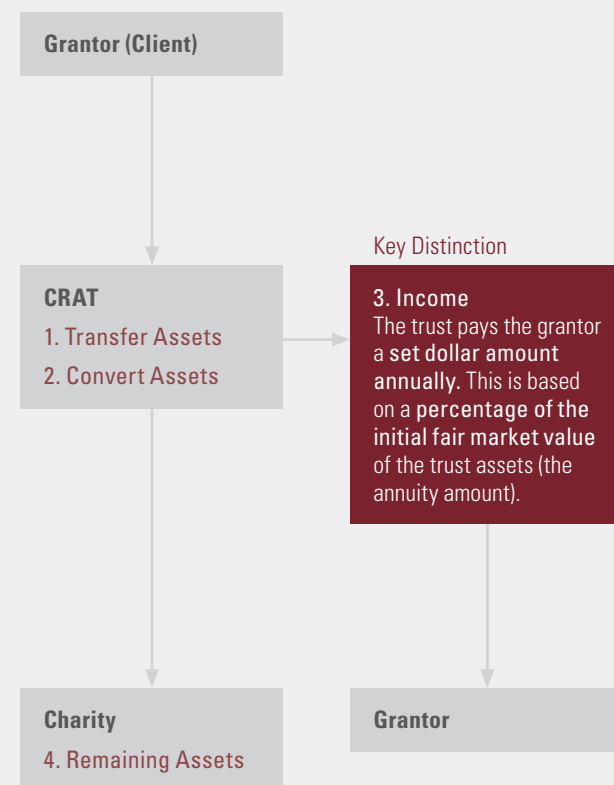 Grantor (Client)
CRAT
1. Transfer Assets
2. Convert Assets
Key Distinction
3. Income
The trust pays the grantor
a set dollar amount
annually. This is based
on a percentage of the
initial fair market value
of the trust assets (the
annuity amount).
Charity
4. Remaining Assets
Grantor